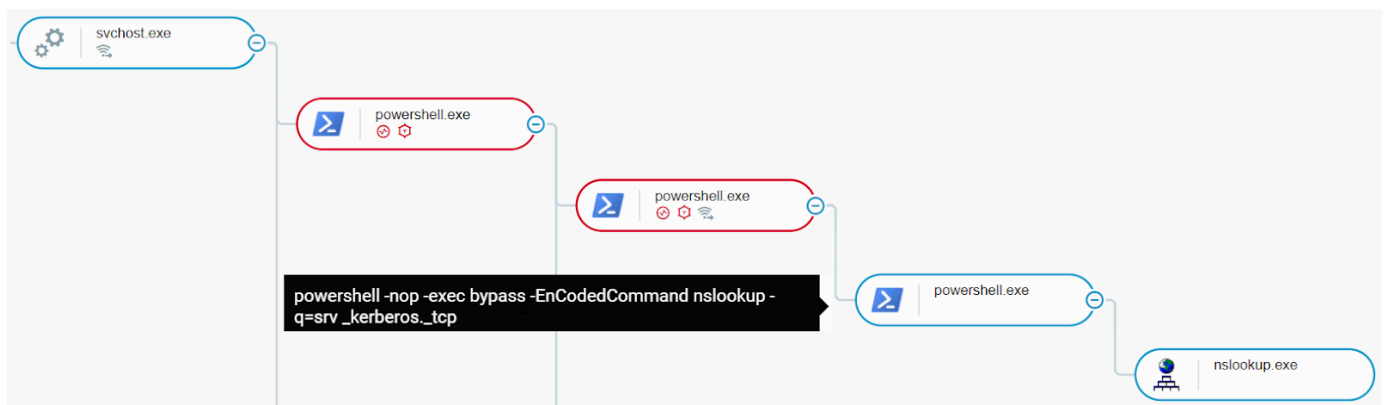 svchost.exe
powershell.exe
powershell.exe
powershell -nop -exec bypass -EnCodedCommand nslookup -
q=srv _kerberos._tcp
powershell.exe
nslookup.exe